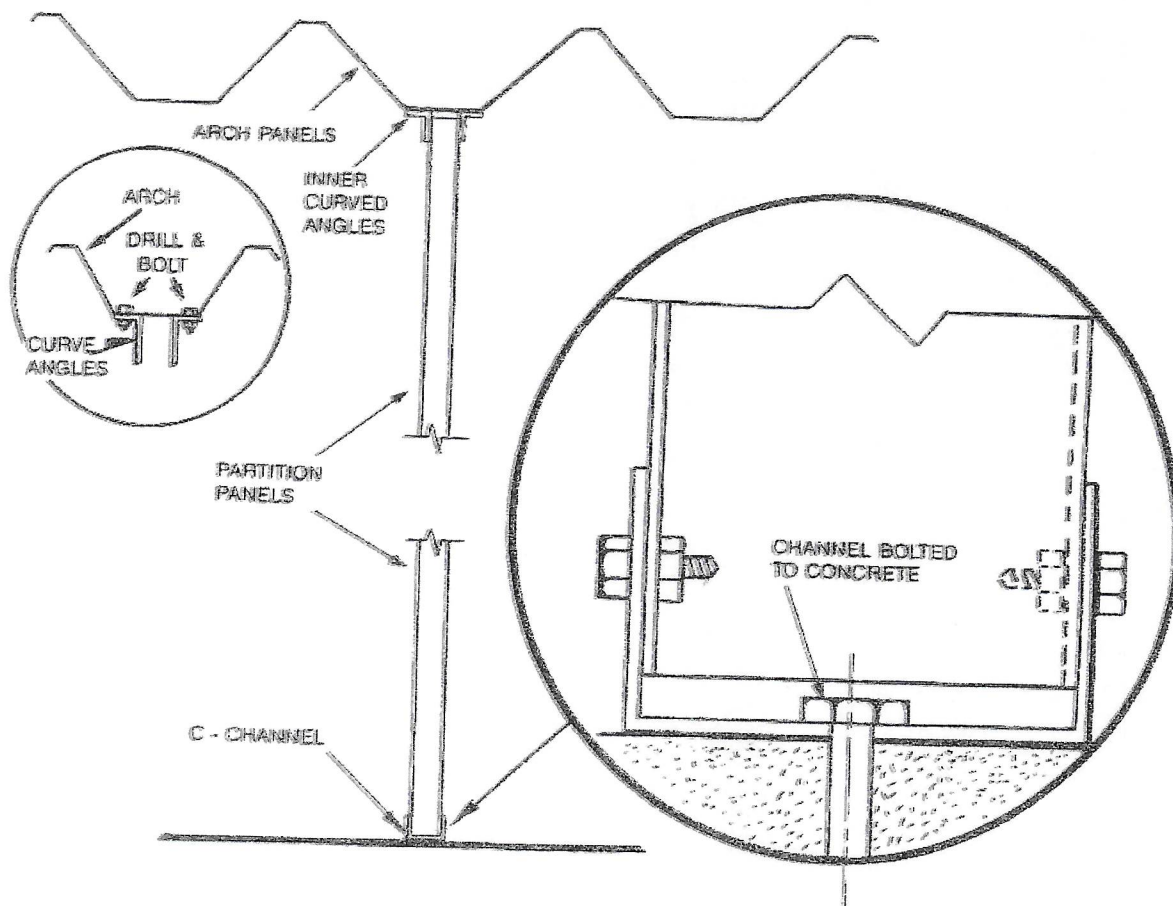 ARCH PANELS
INNER
CURVED
ANGLES
ARCH
DRILL &
BOLT
CURVE
ANGLES
PARTITION
PANELS
CHANNEL BOLTED
TO CONCRETE
C - CHANNEL